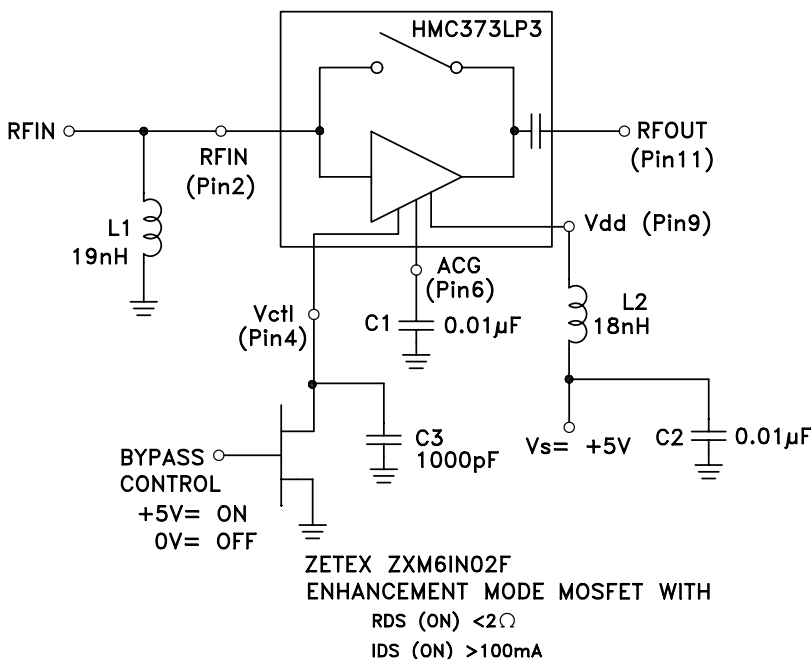 HMC373LP3
RFIN
RFIN
(Pin2)
RFOUT
(Pin11)
L1
19nH
Vdd (Pin9)
ACG
(Pin6)
Vctl
(Pin4)
C1
0.01µF
L2
18nH
C3
1000pF
Vs= +5V
C2
0.01µF
BYPASS
CONTROL
+5V= ON
0V= OFF
ZETEX ZXM6IN02F
ENHANCEMENT MODE MOSFET WITH
RDS (ON) <2Ω
IDS (ON) >100mA